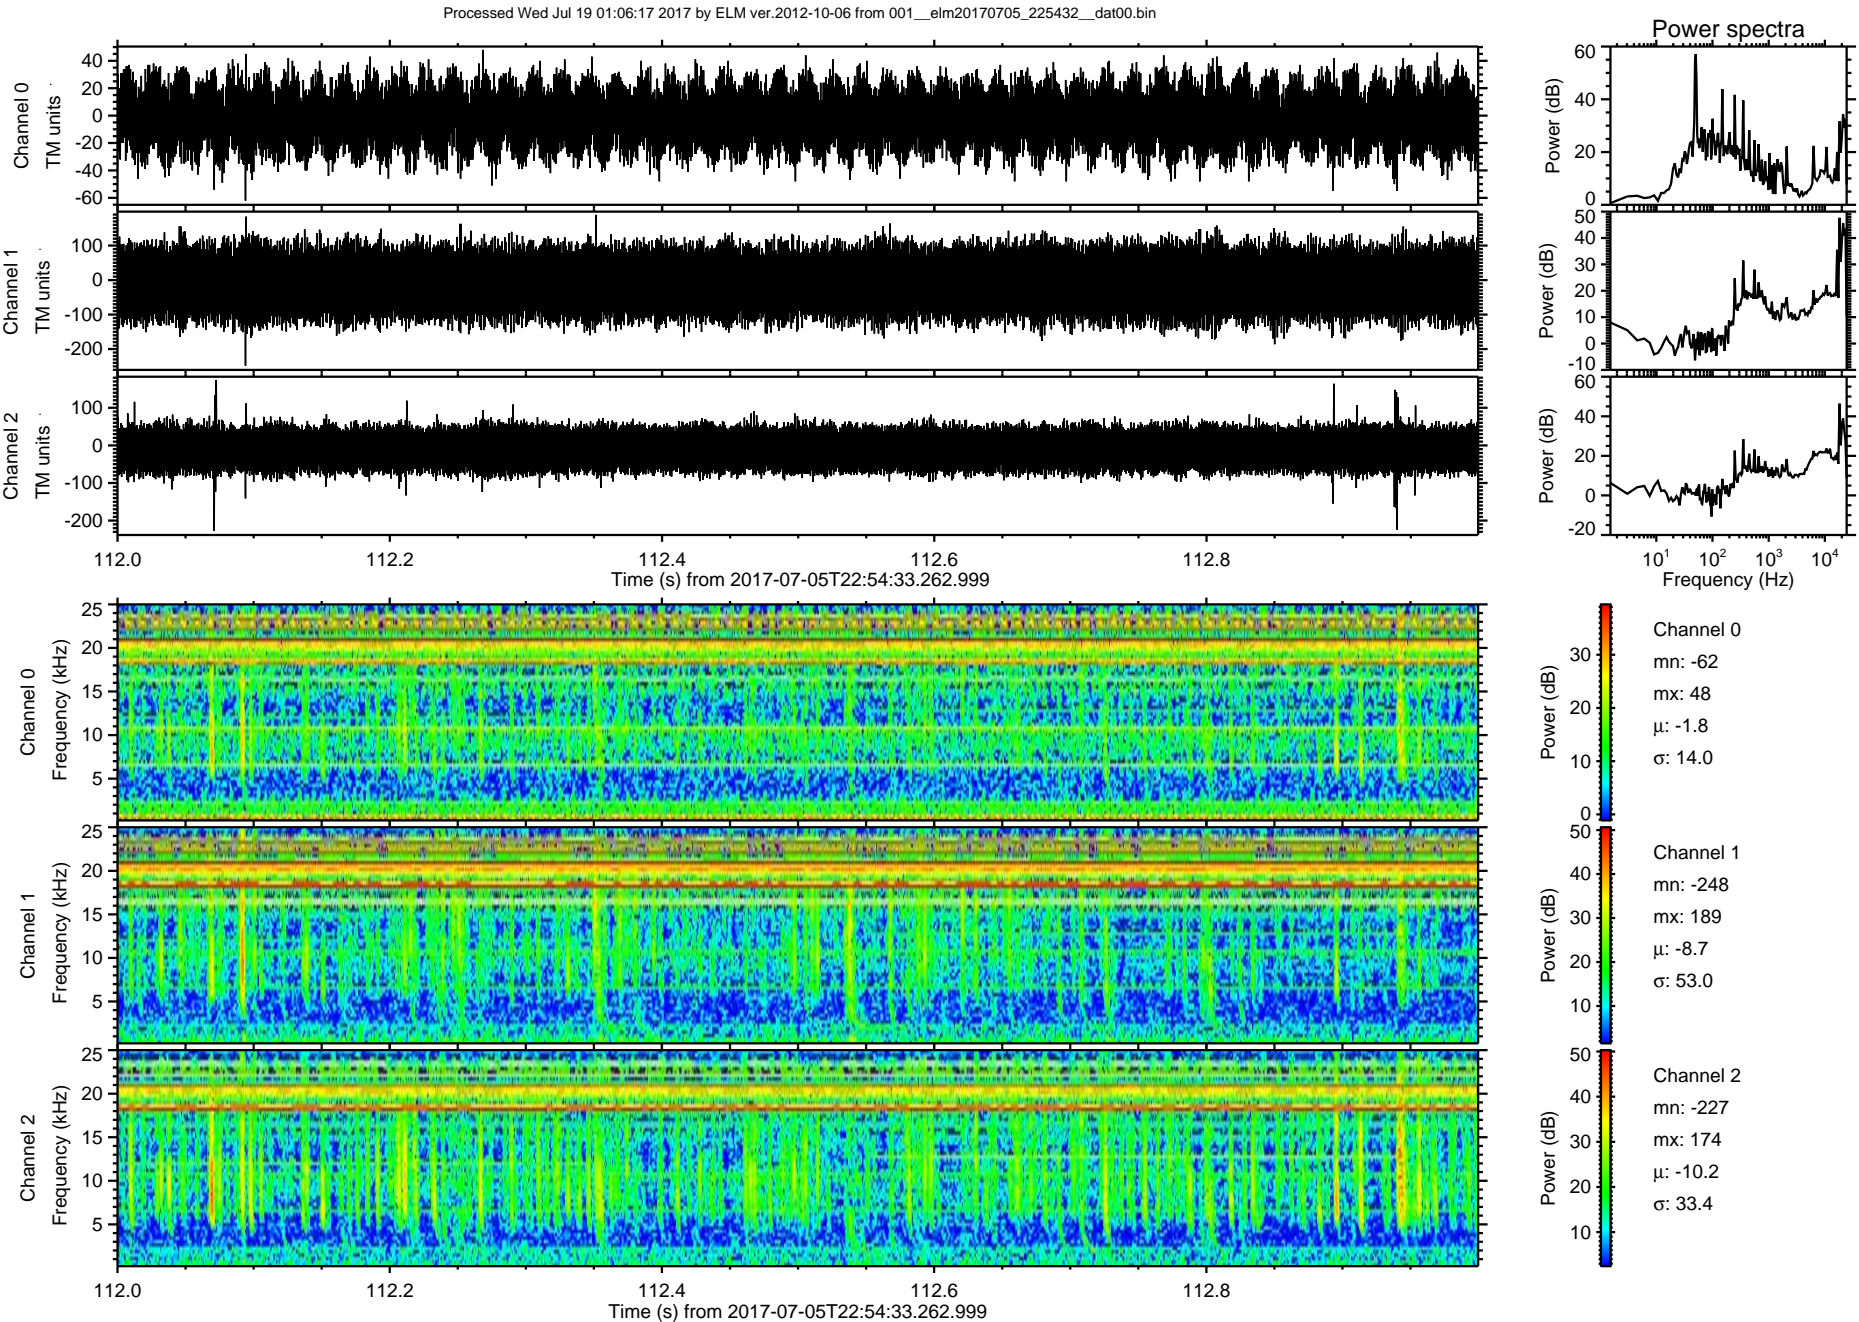 Processed Wed Jul 19 01:06:17 2017 by ELM ver.2012-10-06 from 001__elm20170705_225432__dat00.bin
Power spectra
Channel 0
TM units
40
20
0
-20
-40
-60
Power (dB)
60
40
20
0
Channel 1
TM units
100
0
-100
-200
Power (dB)
50
40
30
20
10
0
-10
Channel 2
TM units
100
0
-100
-200
Power (dB)
60
40
20
0
-20
112.0 112.2 112.4 112.6 112.8
Time (s) from 2017-07-05T22:54:33.262.999
10¹ 10² 10³ 10⁴
Frequency (Hz)
Channel 0
Frequency (kHz)
25
20
15
10
5
Power (dB)
30
20
10
0
Channel 0
mn: -62
mx: 48
μ: -1.8
σ: 14.0
Channel 1
Frequency (kHz)
25
20
15
10
5
Power (dB)
50
40
30
20
10
Channel 1
mn: -248
mx: 189
μ: -8.7
σ: 53.0
Channel 2
Frequency (kHz)
25
20
15
10
5
Power (dB)
50
40
30
20
10
Channel 2
mn: -227
mx: 174
μ: -10.2
σ: 33.4
112.0 112.2 112.4 112.6 112.8
Time (s) from 2017-07-05T22:54:33.262.999